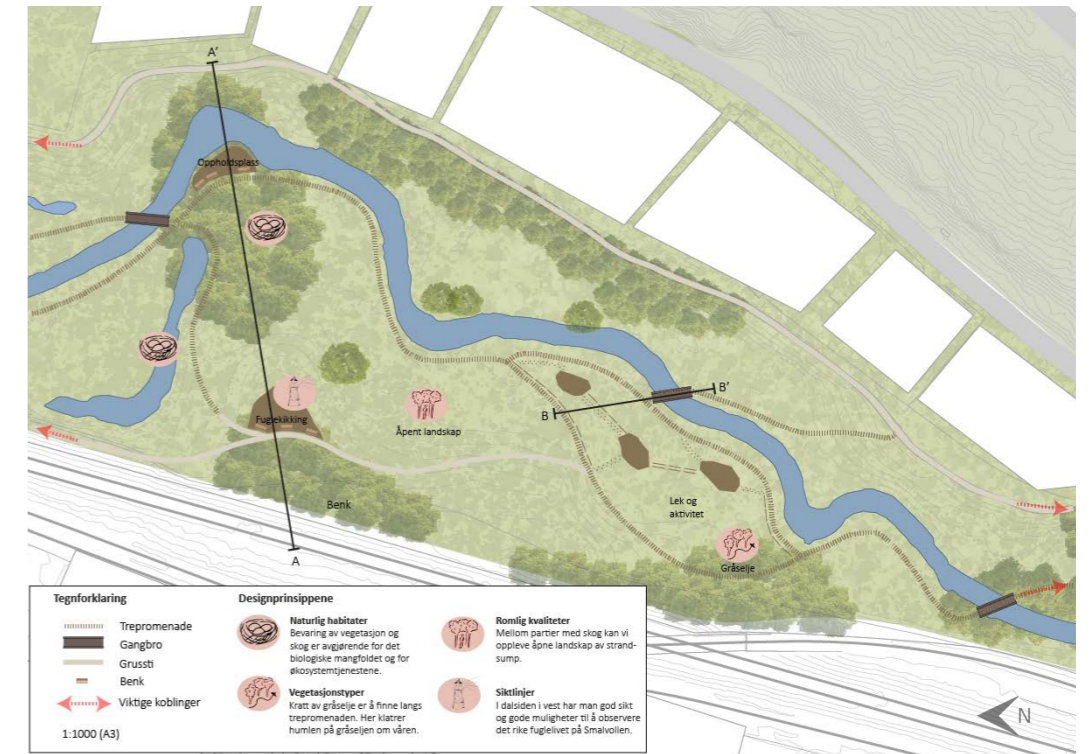 A'
Oppholdsplass
B'
B
Fuglekikking
Åpent landskap
Lek og
aktivitet
Benk
A
Gråselje
Tegnforklaring
Trepromenade
Gangbro
Grussti
Benk
Viktige koblinger
1:1000 (A3)
Designprinsippene
Naturlig habitater
Bevaring av vegetasjon og
skog er avgjørende for det
biologiske mangfoldet og for
økosystemtjenestene.
Vegetasjonstyper
Kratt av gråselje er å finne langs
trepromenaden. Her klatrer
humlen på gråseljen om våren.
Romlig kvaliteter
Mellom partier med skog kan vi
oppleve åpne landskap av strand-
sump.
Siktlinjer
I dalsiden i vest har man god sikt
og gode muligheter til å observere
det rike fuglelivet på Smalvollen.
N